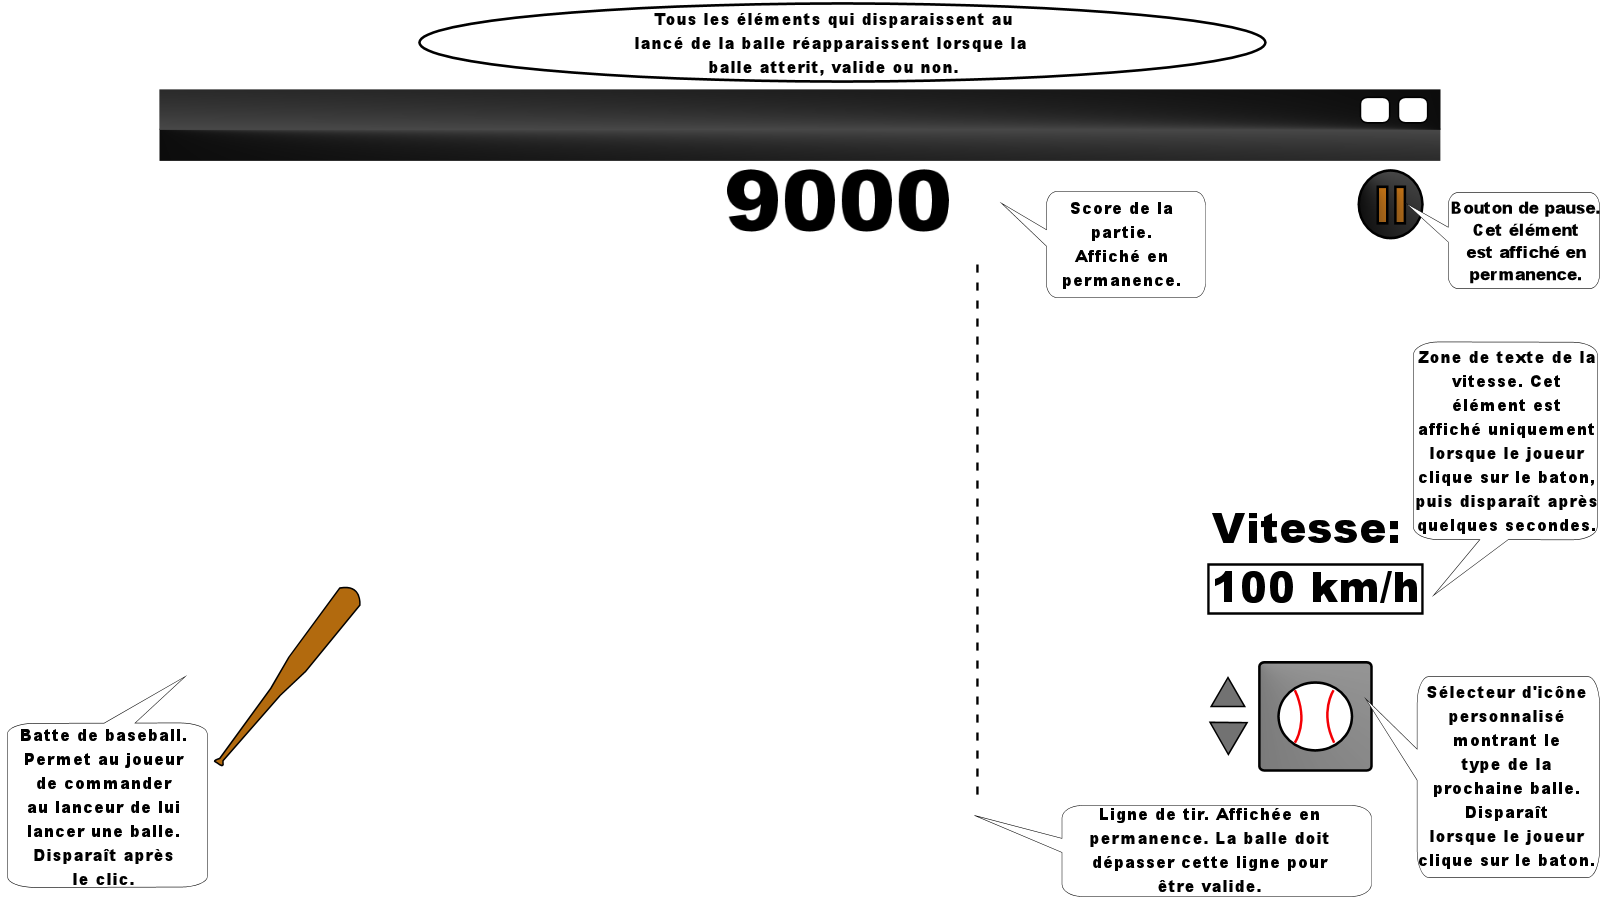 Tous les éléments qui disparaissent au
lancé de la balle réapparaissent lorsque la
balle atterit, valide ou non.
9000
Score de la
partie.
Affiché en
permanence.
Bouton de pause.
Cet élément
est affiché en
permanence.
Zone de texte de la
vitesse. Cet
élément est
affiché uniquement
lorsque le joueur
clique sur le baton,
puis disparaît après
quelques secondes.
Vitesse:
100 km/h
Batte de baseball.
Permet au joueur
de commander
au lanceur de lui
lancer une balle.
Disparaît après
le clic.
Sélecteur d'icône
personnalisé
montrant le
type de la
prochaine balle.
Disparaît
lorsque le joueur
clique sur le baton.
Ligne de tir. Affichée en
permanence. La balle doit
dépasser cette ligne pour
être valide.